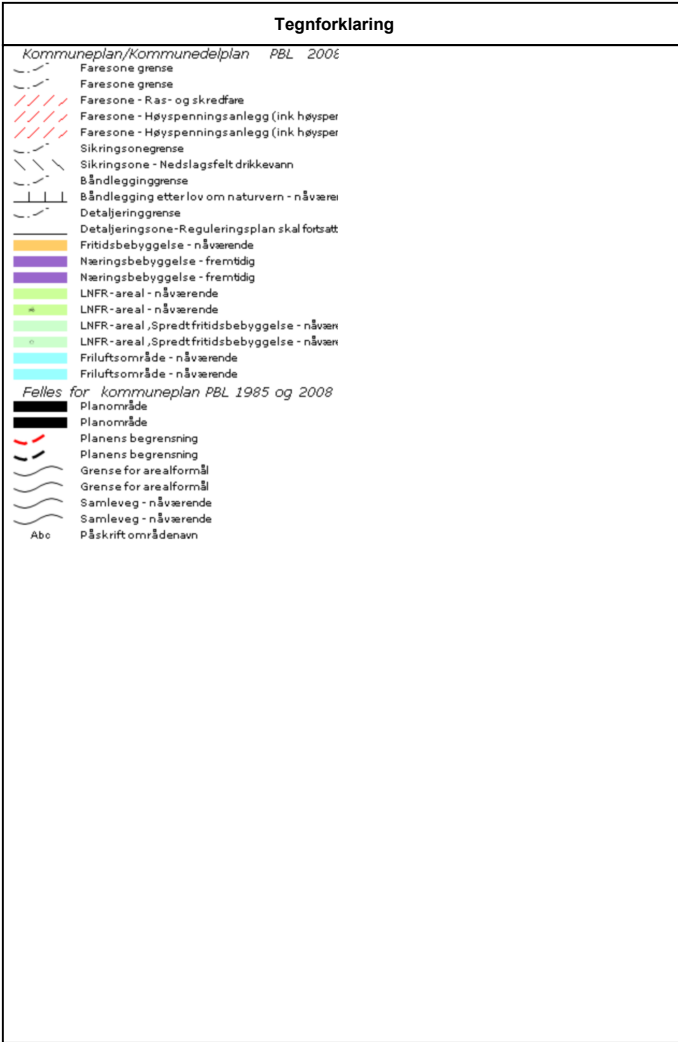 Tegnforklaring
Kommuneplan/Kommunedelplan PBL 2008
Faresone grense
Faresone grense
Faresone - Ras- og skredfare
Faresone - Høyspenningsanlegg (ink høysper
Faresone - Høyspenningsanlegg (ink høysper
Sikringsonegrense
Sikringsone - Nedslagsfelt drikkevann
Båndlegginggrense
Båndlegging etter lov om naturvern - nåværer
Detaljeringgrense
Detaljeringsone-Reguleringsplan skal fortsatt
Fritidsbebyggelse - nåværende
Næringsbebyggelse - fremtidig
Næringsbebyggelse - fremtidig
LNFR-areal - nåværende
LNFR-areal - nåværende
LNFR-areal ,Spredt fritidsbebyggelse - nåvære
LNFR-areal ,Spredt fritidsbebyggelse - nåvære
Friluftsområde - nåværende
Friluftsområde - nåværende
Felles for kommuneplan PBL 1985 og 2008
Planområde
Planområde
Planens begrensning
Planens begrensning
Grense for arealformål
Grense for arealformål
Samleveg - nåværende
Samleveg - nåværende
Abc Påskrift områdenavn